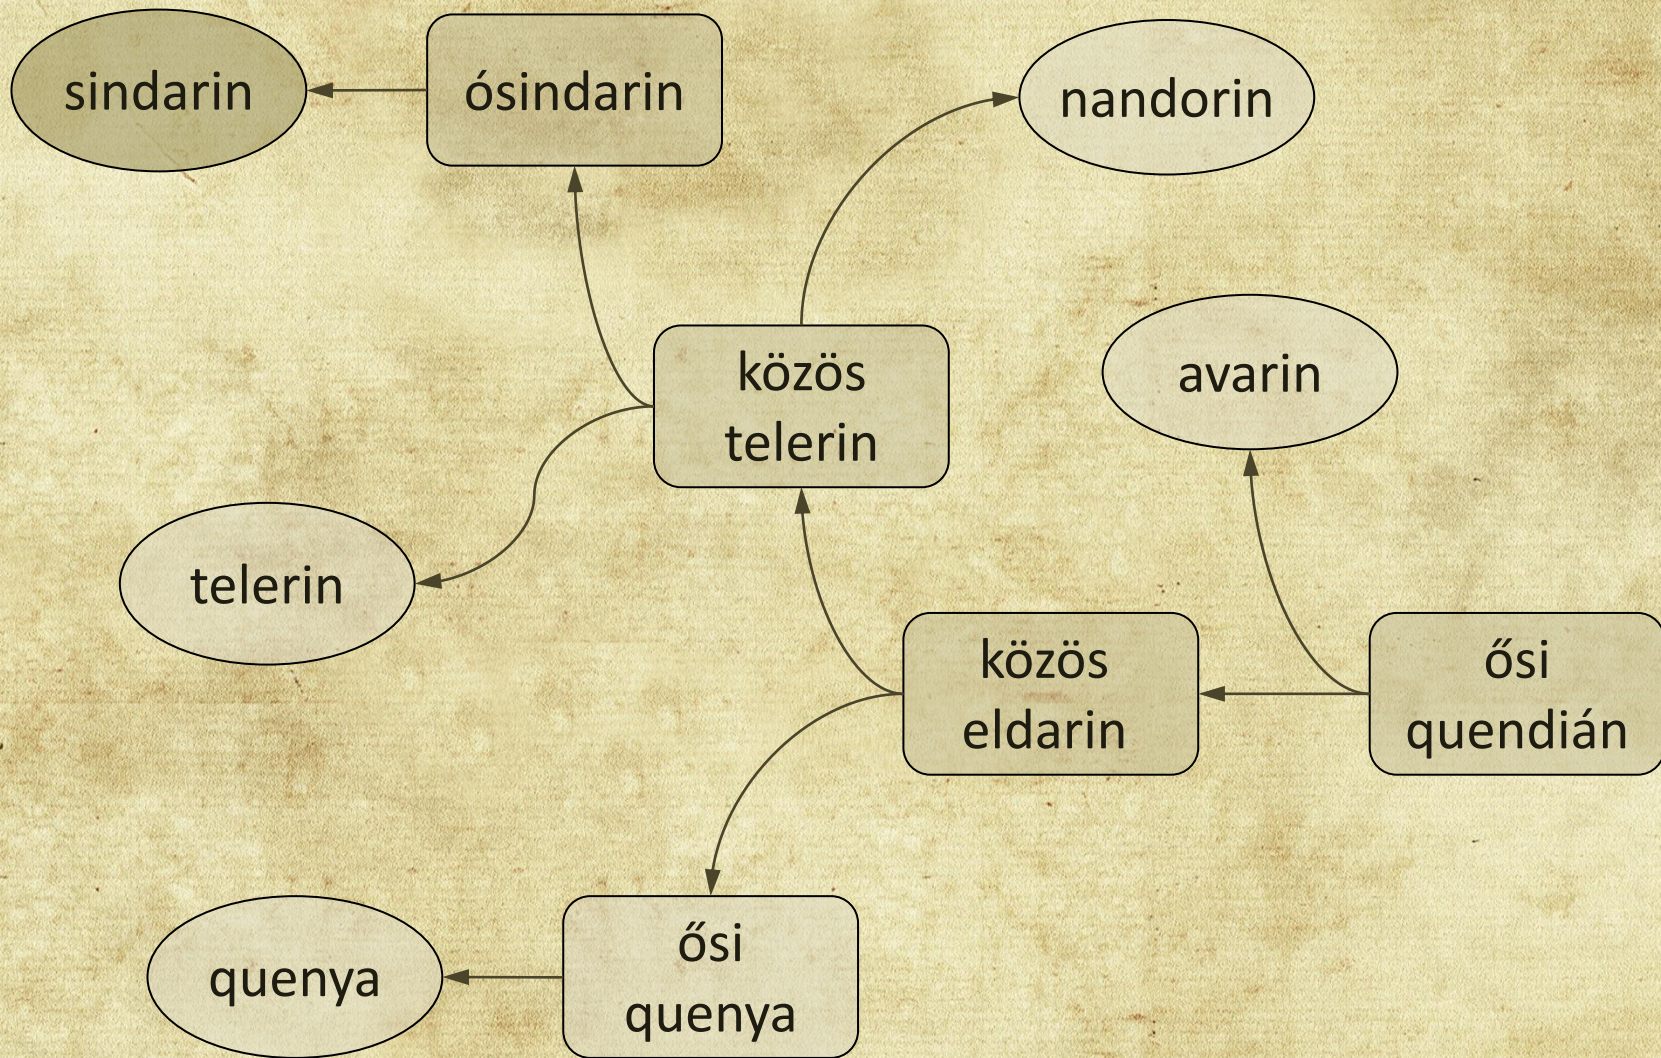 sindarin
ósindarin
nandorin
közös
telerin
avarin
telerin
közös
eldarin
ősi
quendián
quenya
ősi
quenya